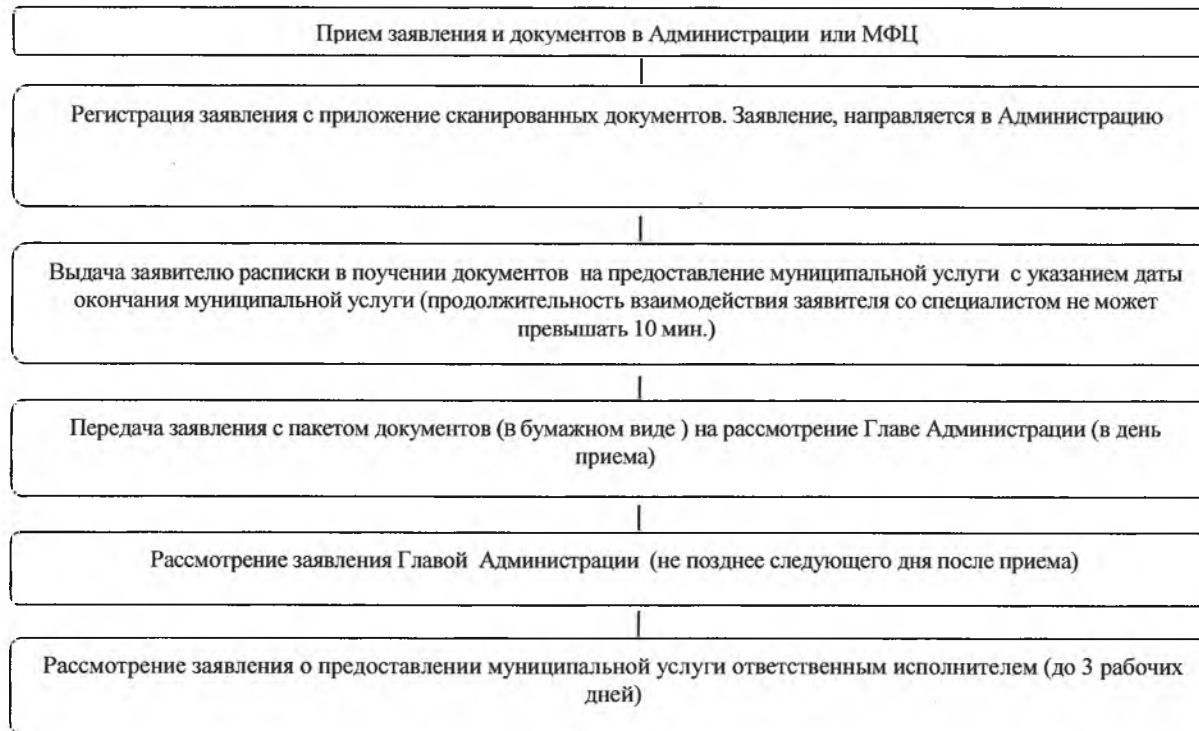 Прием заявления и документов в Администрации или МФЦ
Регистрация заявления с приложение сканированных документов. Заявление, направляется в Администрацию
Выдача заявителю расписки в поучении документов на предоставление муниципальной услуги с указанием даты
окончания муниципальной услуги (продолжительность взаимодействия заявителя со специалистом не может
превышать 10 мин.)
Передача заявления с пакетом документов (в бумажном виде ) на рассмотрение Главе Администрации (в день
приема)
Рассмотрение заявления Главой Администрации (не позднее следующего дня после приема)
Рассмотрение заявления о предоставлении муниципальной услуги ответственным исполнителем (до 3 рабочих
дней)